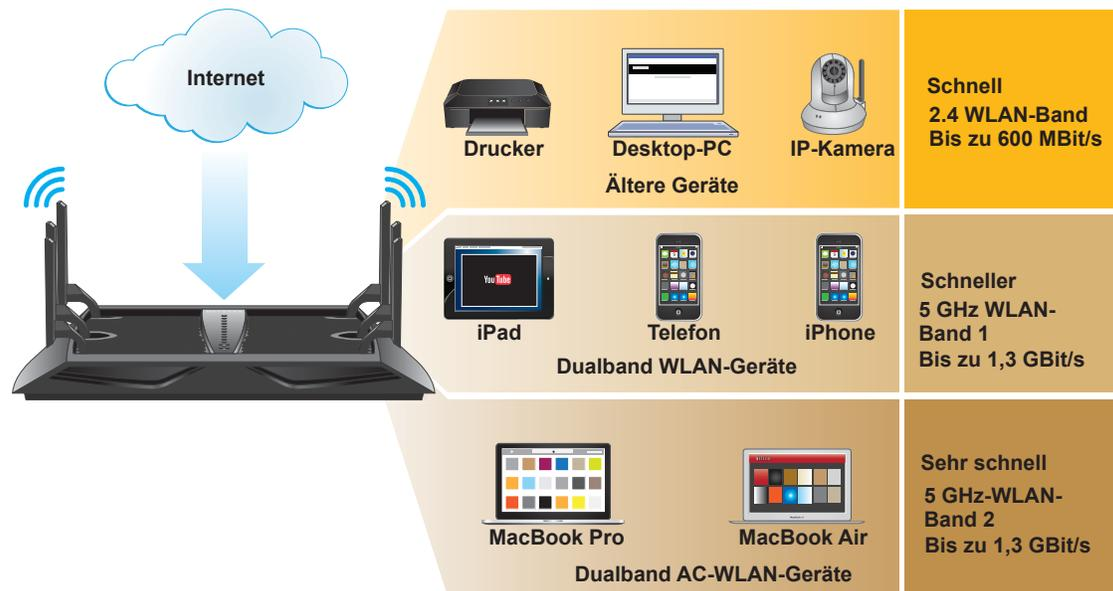 Internet
Drucker
Desktop-PC
IP-Kamera
Ältere Geräte
Schnell
2.4 WLAN-Band
Bis zu 600 MBit/s
You Tube
iPad
Telefon
iPhone
Dualband WLAN-Geräte
Schneller
5 GHz WLAN-
Band 1
Bis zu 1,3 GBit/s
MacBook Pro
MacBook Air
Dualband AC-WLAN-Geräte
Sehr schnell
5 GHz-WLAN-
Band 2
Bis zu 1,3 GBit/s